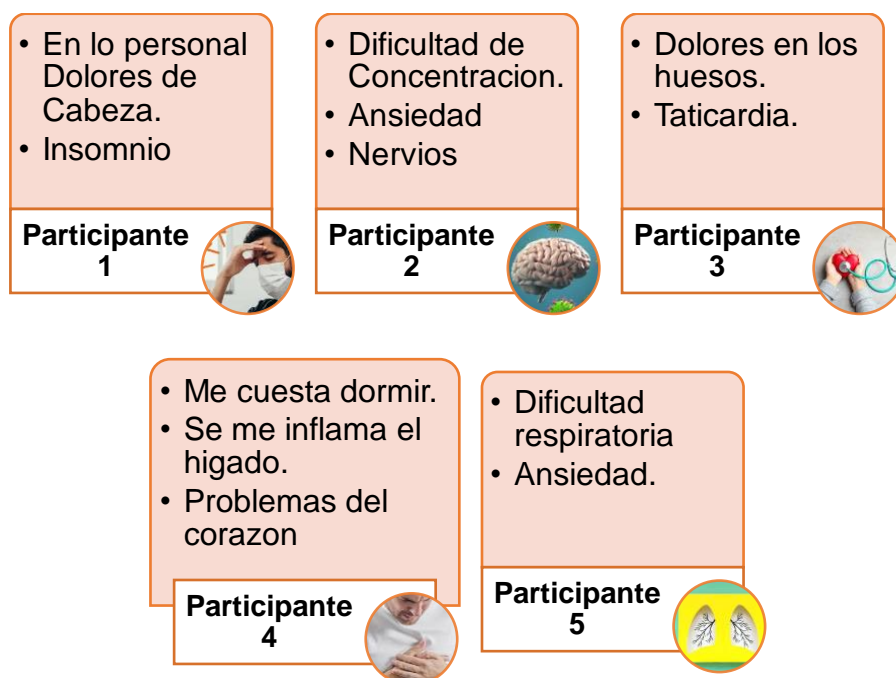 • En lo personal
Dolores de
Cabeza.
• Insomnio
Participante
1
• Dificultad de
Concentracion.
• Ansiedad
• Nervios
Participante
2
• Dolores en los
huesos.
• Taticardia.
Participante
3
• Me cuesta dormir.
• Se me inflama el
higado.
• Problemas del
corazon
Participante
4
• Dificultad
respiratoria
• Ansiedad.
Participante
5